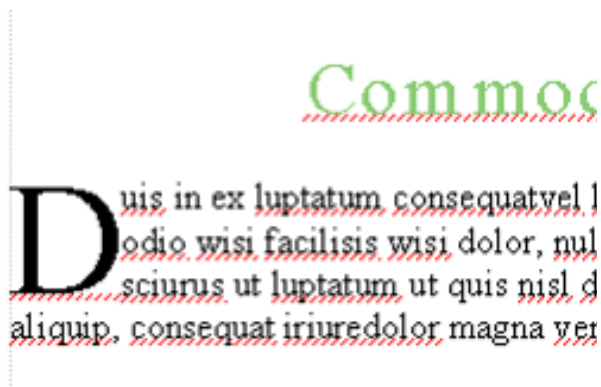 Commod
Duis in ex luptatum consequatvel l
odio wisi facilisis wisi dolor, nul
sciurus ut luptatum ut quis nisl d
aliquip, consequat iriuredolor magna ver